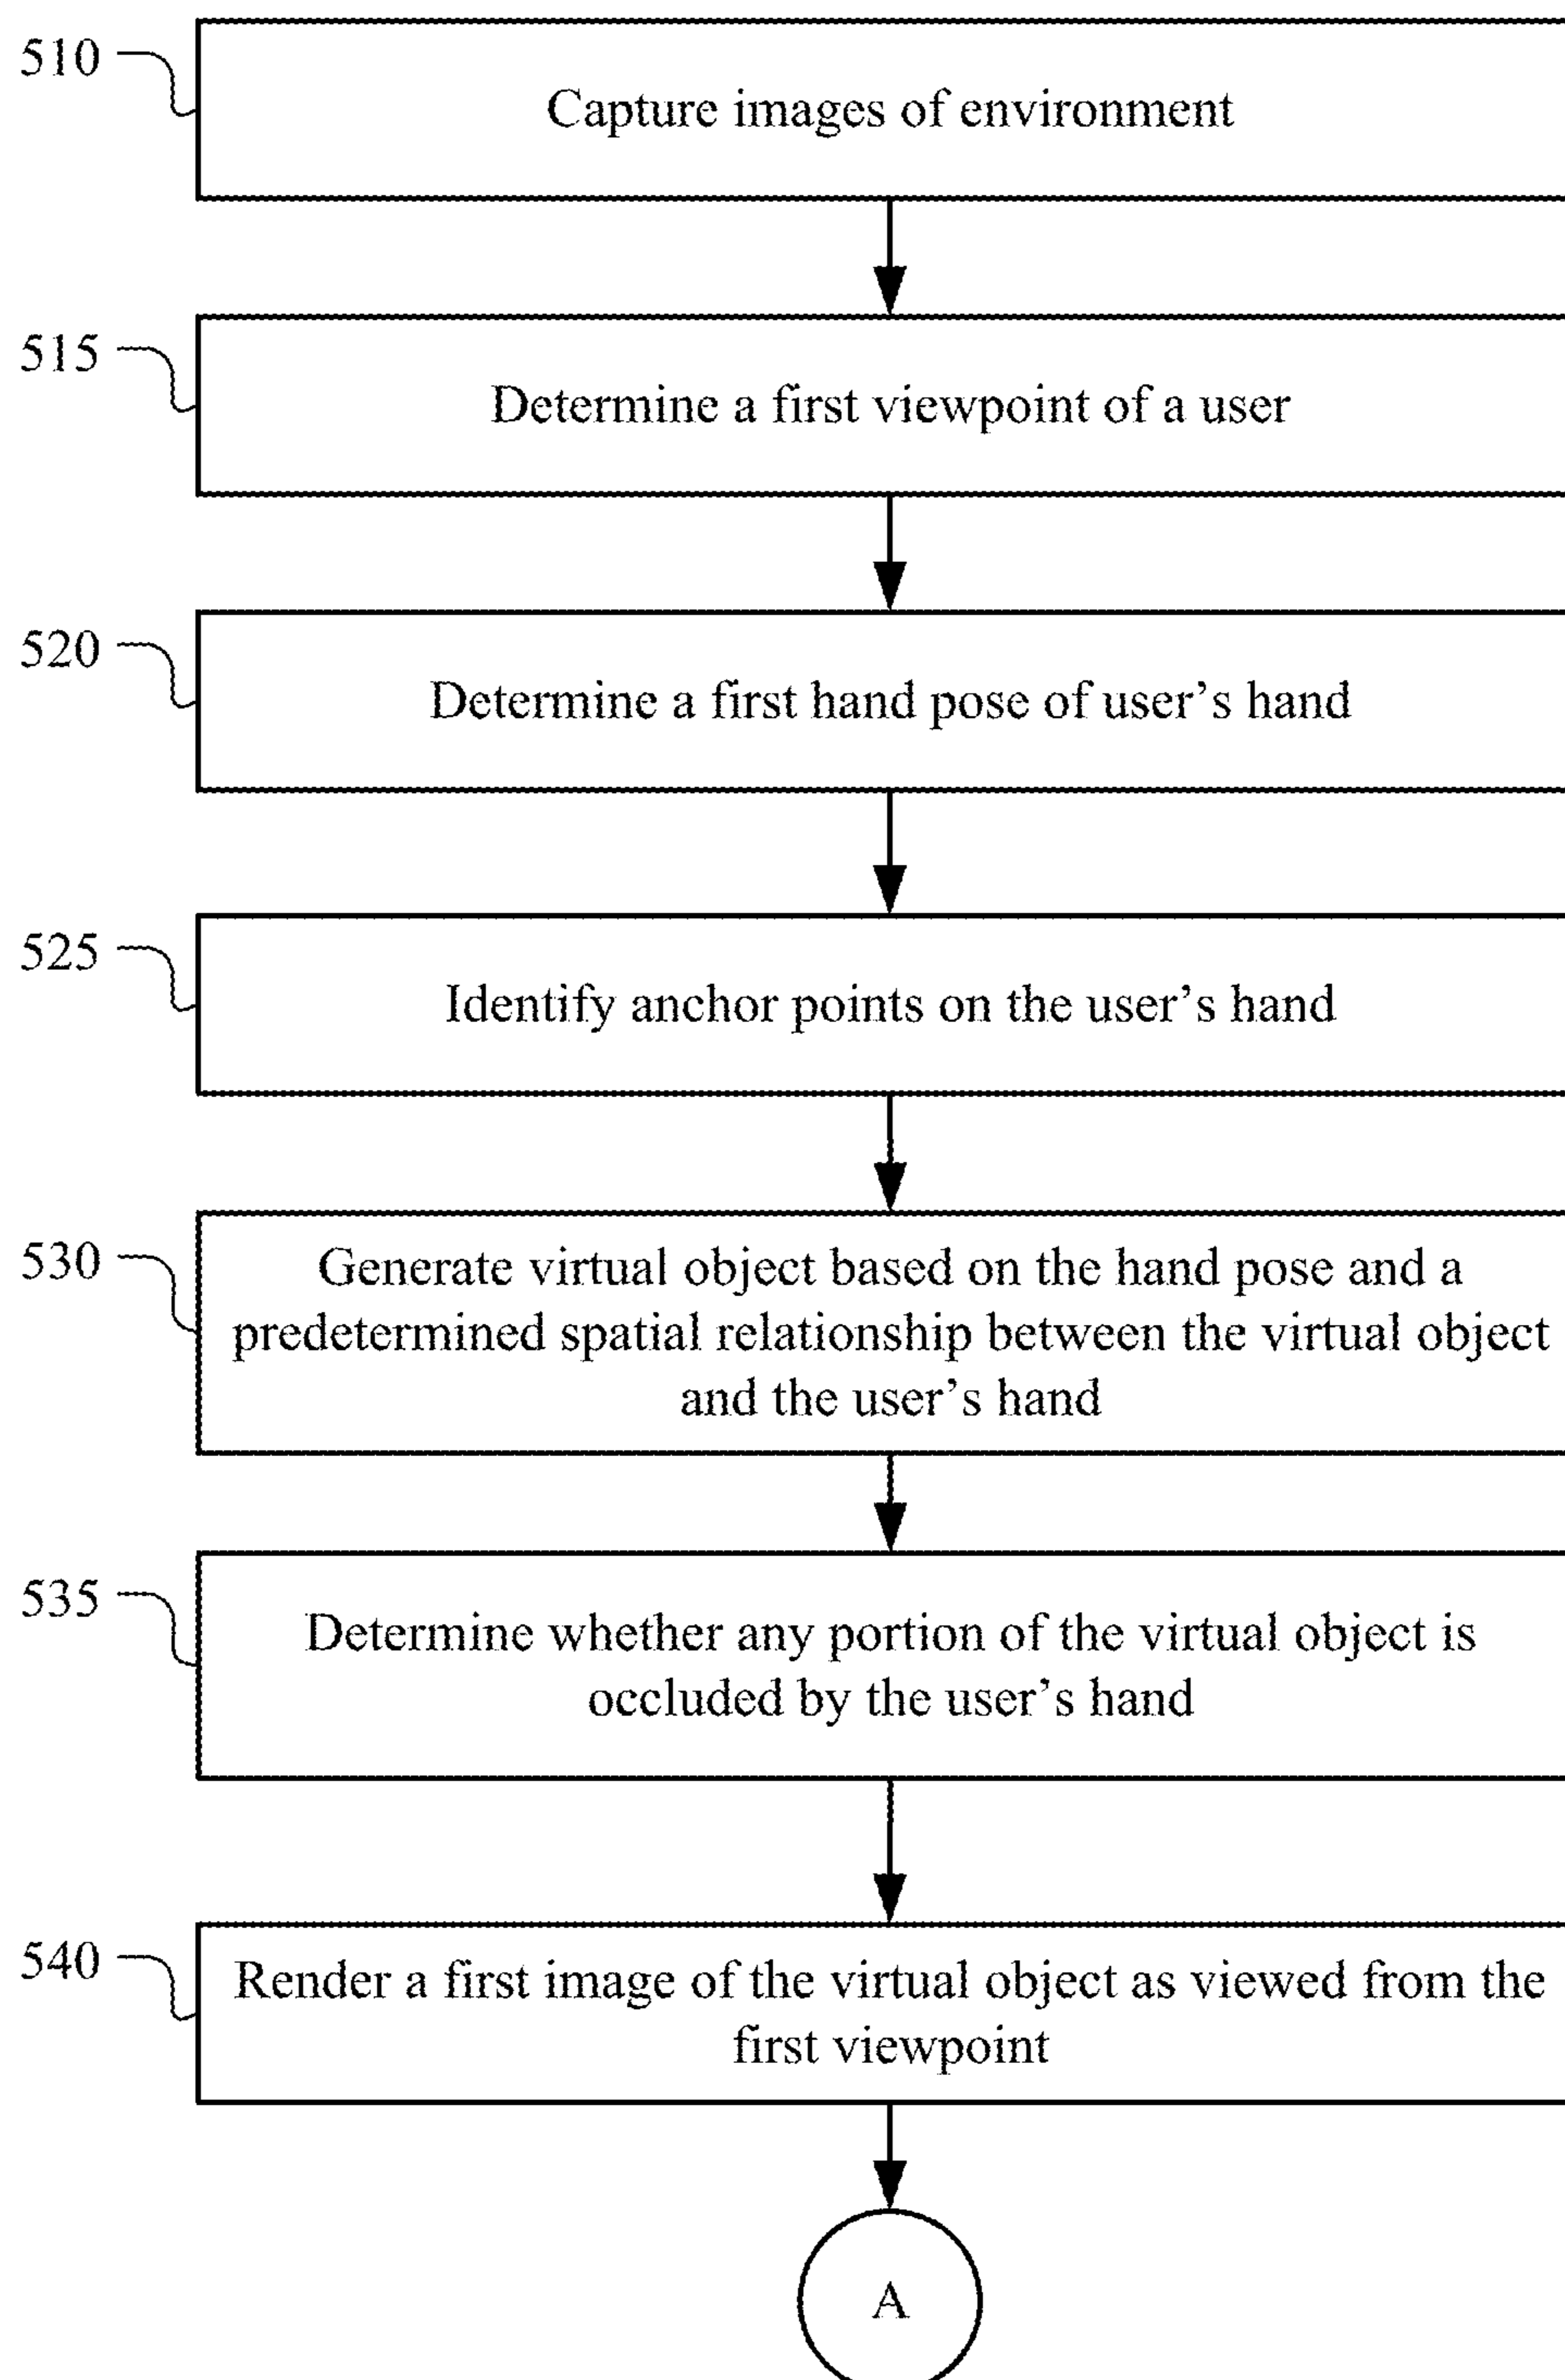 510
Capture images of environment
515
Determine a first viewpoint of a user
520
Determine a first hand pose of user's hand
525
Identify anchor points on the user's hand
530
Generate virtual object based on the hand pose and a
predetermined spatial relationship between the virtual object
and the user's hand
535
Determine whether any portion of the virtual object is
occluded by the user's hand
540
Render a first image of the virtual object as viewed from the
first viewpoint
A